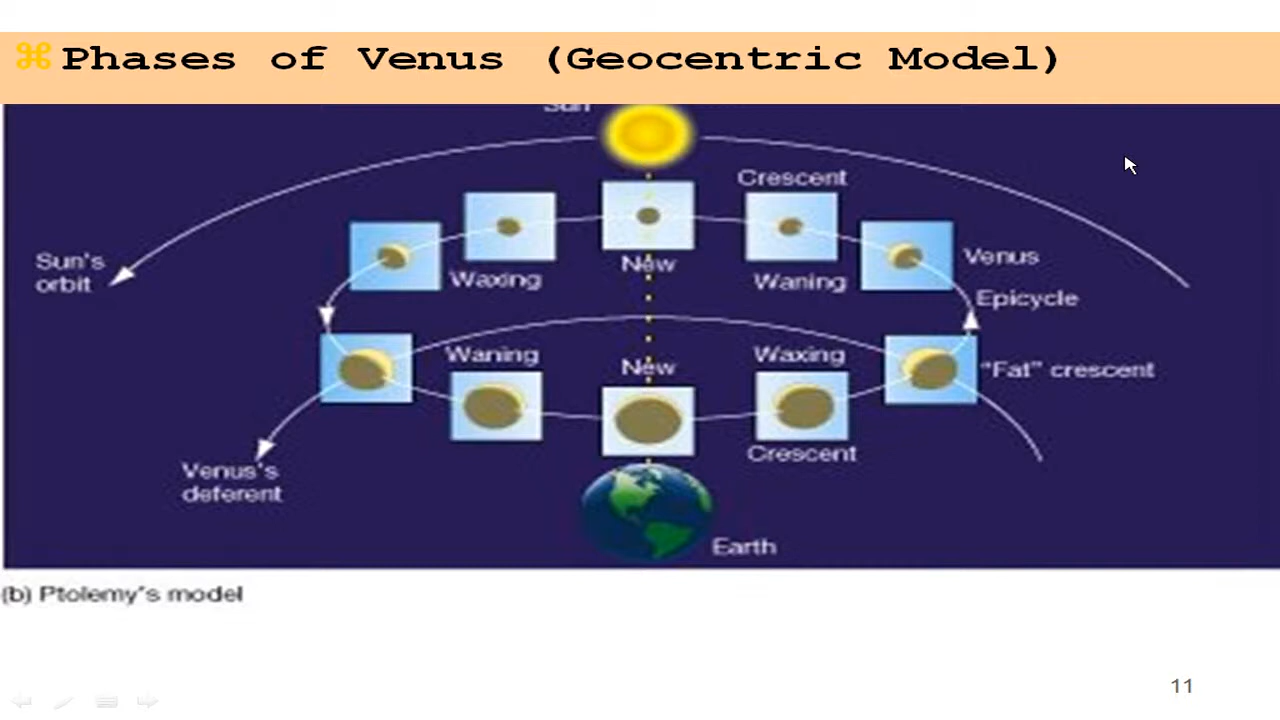 ⌘ Phases of Venus (Geocentric Model)
Sun
Crescent
Sun's
orbit
Waxing
New
Waning
Venus
Epicycle
Waning
New
Waxing
"Fat" crescent
Crescent
Venus's
deferent
Earth
(b) Ptolemy's model
11